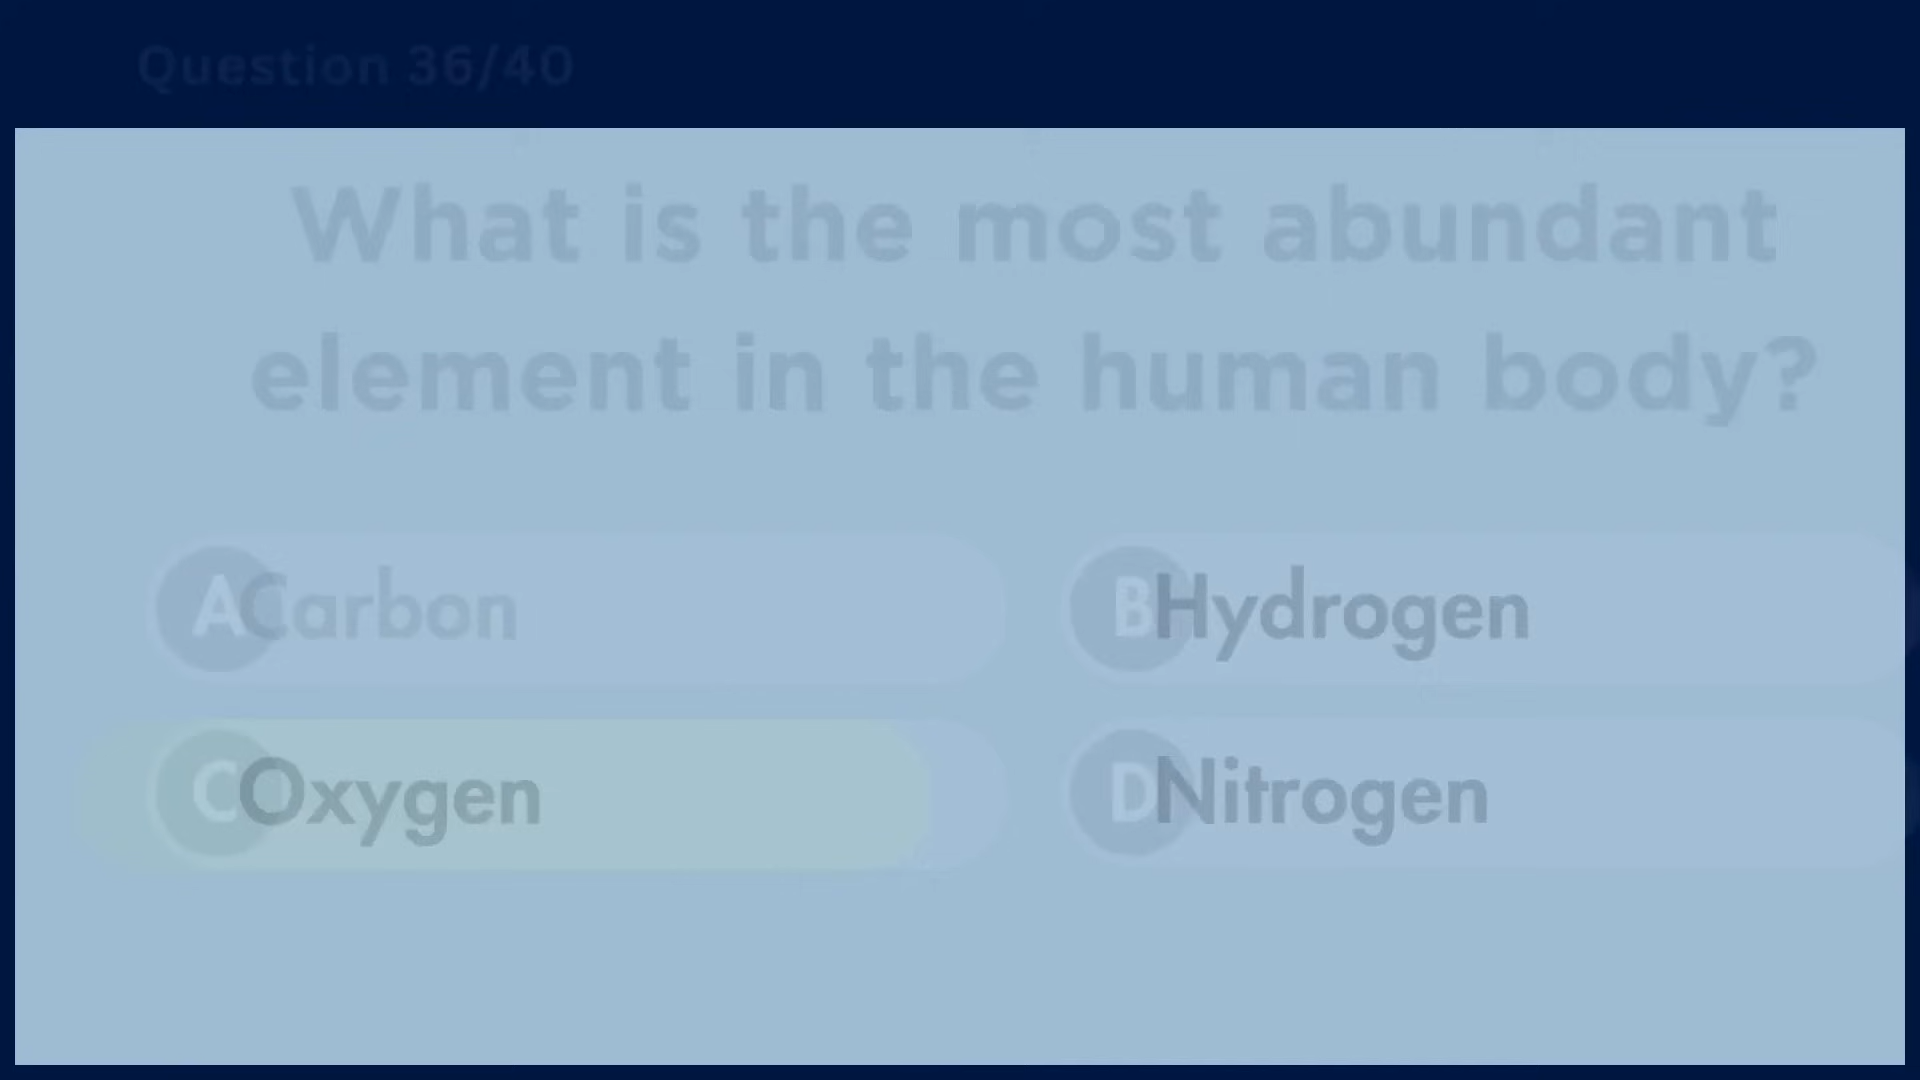 Question 36/40
What is the most abundant
element in the human body?
A Carbon
B Hydrogen
C Oxygen
D Nitrogen